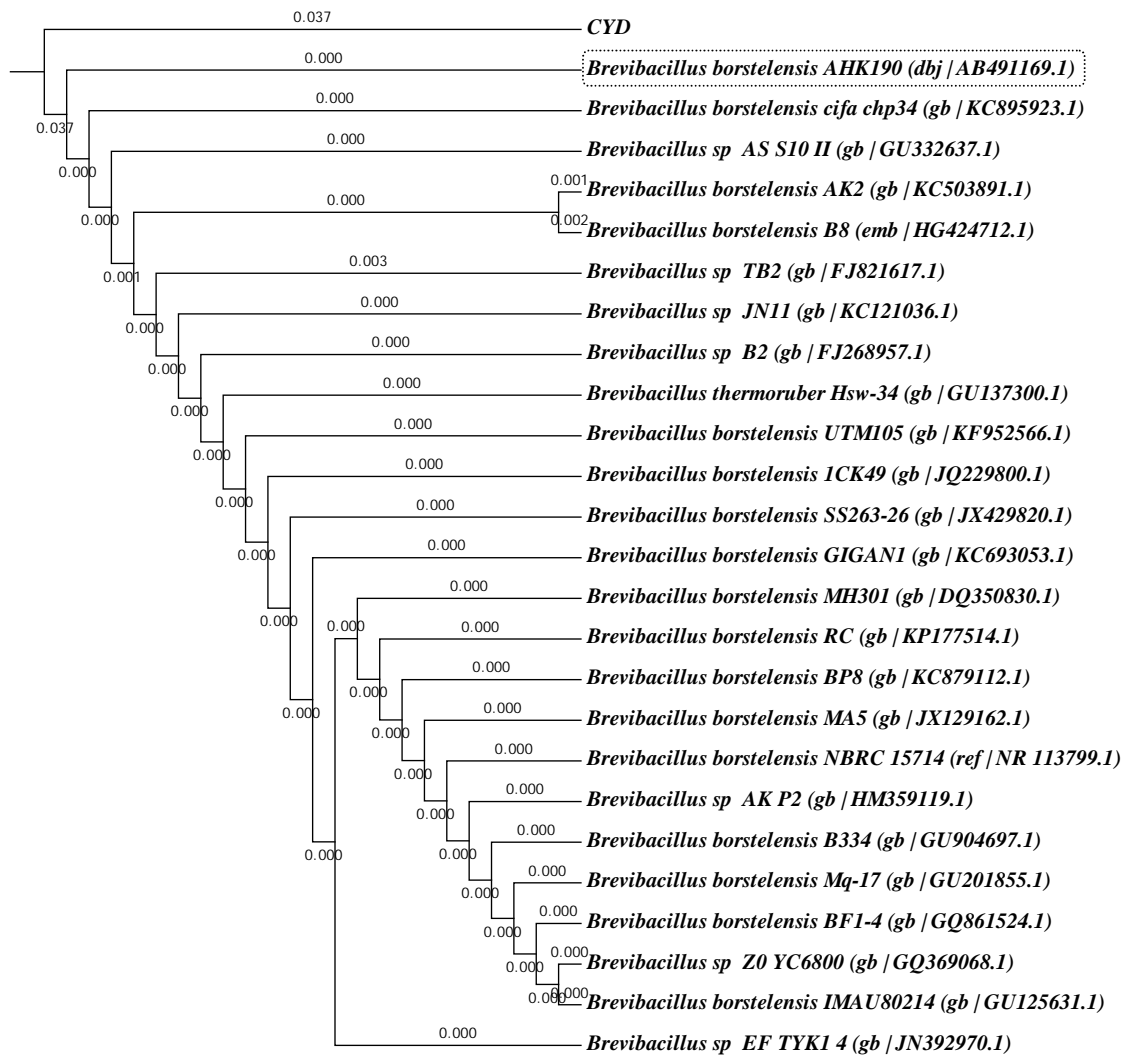 0.037
CYD
0.000
Brevibacillus borstelensis AHK190 (dbj | AB491169.1)
0.037
0.000
Brevibacillus borstelensis cifa chp34 (gb | KC895923.1)
0.000
0.000
Brevibacillus sp AS S10 II (gb | GU332637.1)
0.000
0.001
Brevibacillus borstelensis AK2 (gb | KC503891.1)
0.000
0.002
Brevibacillus borstelensis B8 (emb | HG424712.1)
0.001
0.003
Brevibacillus sp TB2 (gb | FJ821617.1)
0.000
0.000
Brevibacillus sp JN11 (gb | KC121036.1)
0.000
0.000
Brevibacillus sp B2 (gb | FJ268957.1)
0.000
0.000
Brevibacillus thermoruber Hsw-34 (gb | GU137300.1)
0.000
0.000
Brevibacillus borstelensis UTM105 (gb | KF952566.1)
0.000
0.000
Brevibacillus borstelensis 1CK49 (gb | JQ229800.1)
0.000
0.000
Brevibacillus borstelensis SS263-26 (gb | JX429820.1)
0.000
0.000
Brevibacillus borstelensis GIGAN1 (gb | KC693053.1)
0.000
0.000
Brevibacillus borstelensis MH301 (gb | DQ350830.1)
0.000
0.000
Brevibacillus borstelensis RC (gb | KP177514.1)
0.000
0.000
Brevibacillus borstelensis BP8 (gb | KC879112.1)
0.000
0.000
Brevibacillus borstelensis MA5 (gb | JX129162.1)
0.000
0.000
Brevibacillus borstelensis NBRC 15714 (ref | NR 113799.1)
0.000
0.000
Brevibacillus sp AK P2 (gb | HM359119.1)
0.000
0.000
Brevibacillus borstelensis B334 (gb | GU904697.1)
0.000
0.000
Brevibacillus borstelensis Mq-17 (gb | GU201855.1)
0.000
0.000
Brevibacillus borstelensis BF1-4 (gb | GQ861524.1)
0.000
0.000
Brevibacillus sp Z0 YC6800 (gb | GQ369068.1)
0.000
0.000
Brevibacillus borstelensis IMAU80214 (gb | GU125631.1)
0.000
Brevibacillus sp EF TYK1 4 (gb | JN392970.1)